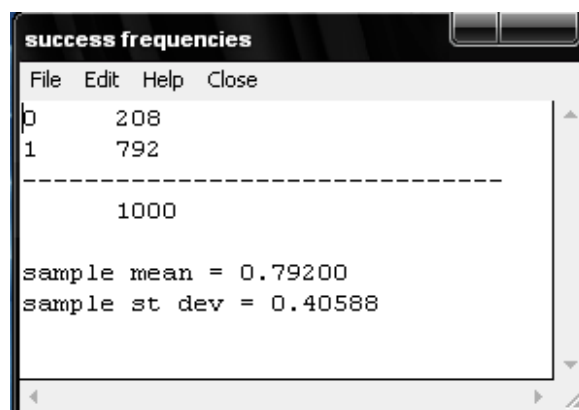 success frequencies
File Edit Help Close
0 208
1 792
-------------------------------
1000
sample mean = 0.79200
sample st dev = 0.40588